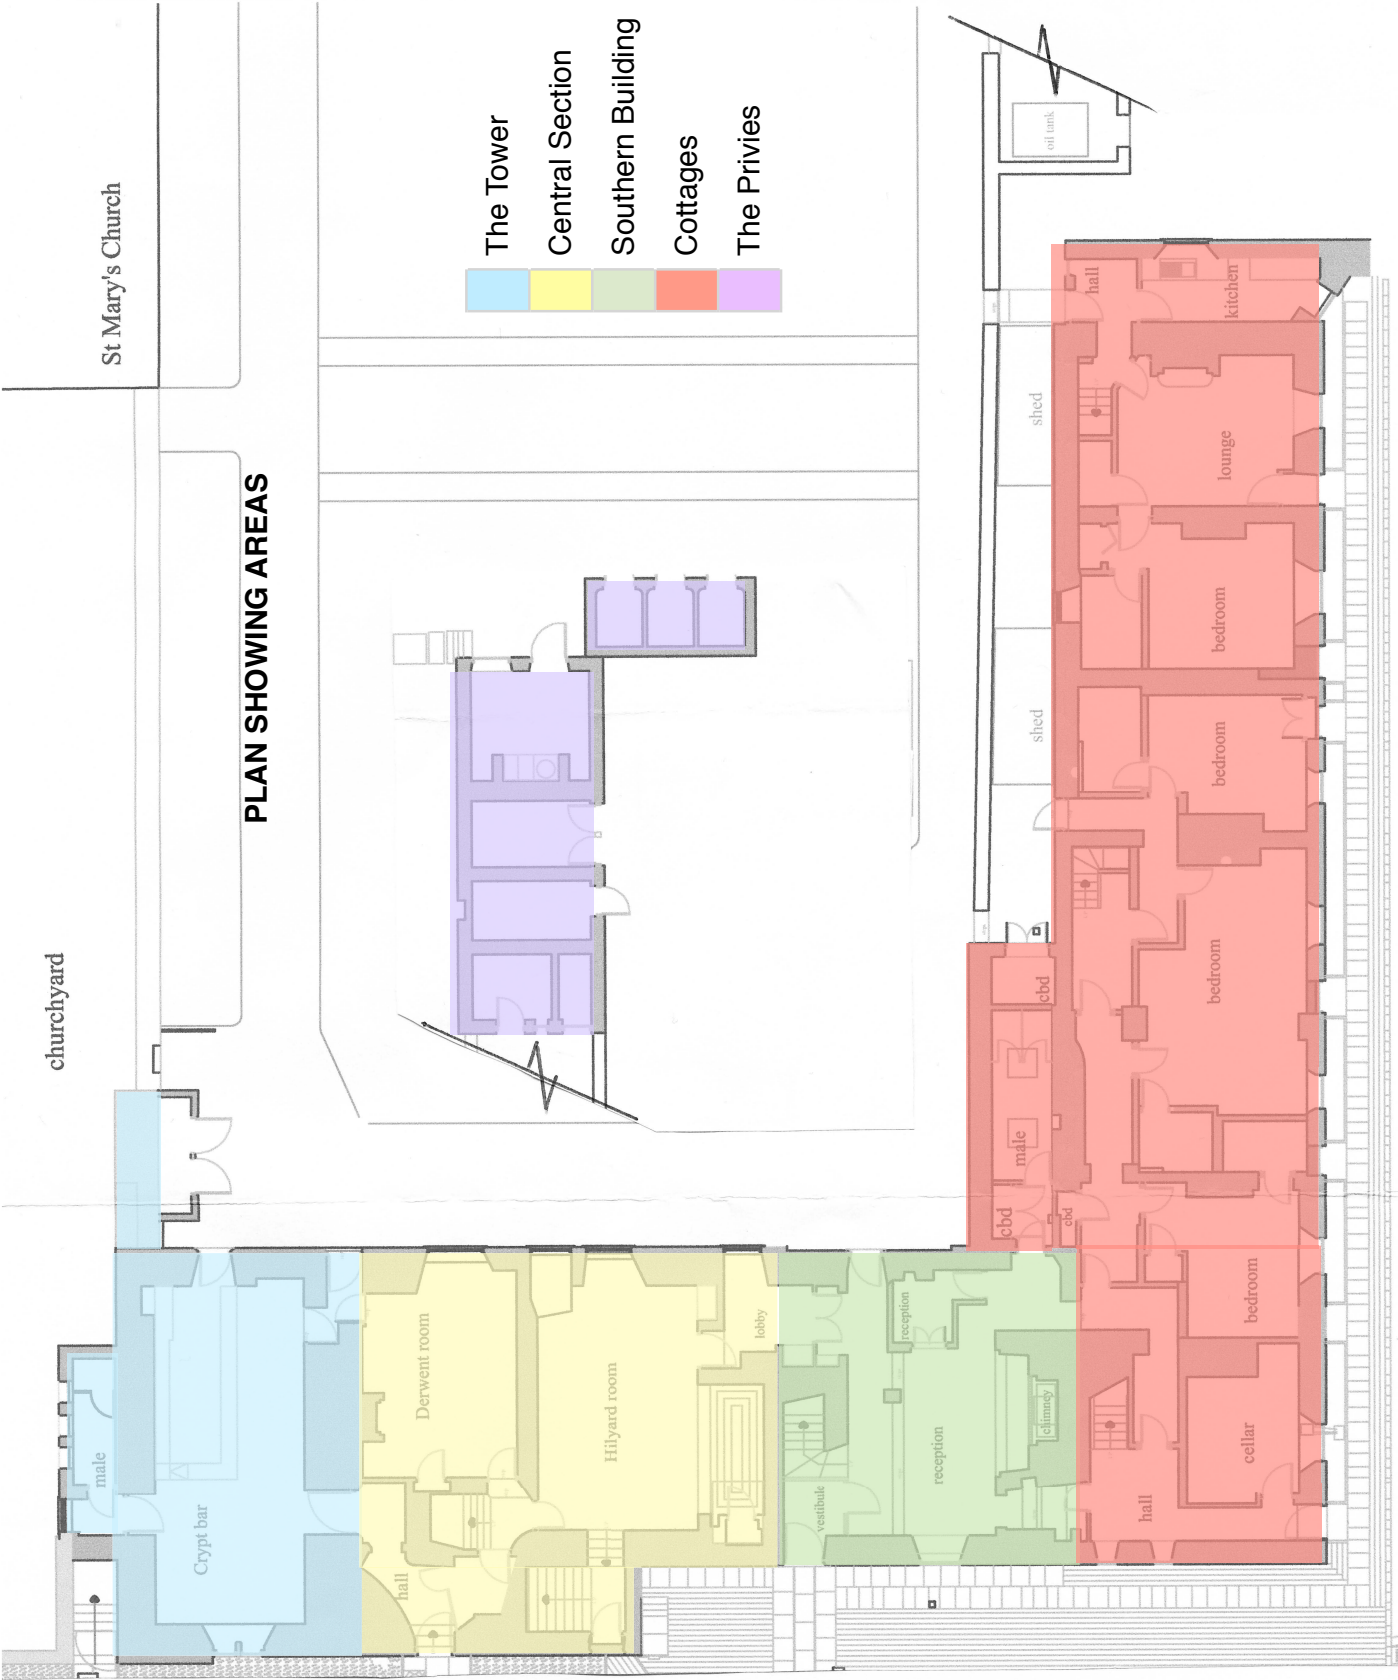 PLAN SHOWING AREAS
St Mary's Church
churchyard
The Tower
Central Section
Southern Building
Cottages
The Privies
oil tank
hall
kitchen
shed
lounge
bedroom
shed
bedroom
cbd
bedroom
male
cbd
cbd
bedroom
cellar
hall
reception
reception
chimney
vestibule
lobby
Hilyard room
Derwent room
hall
Crypt bar
male